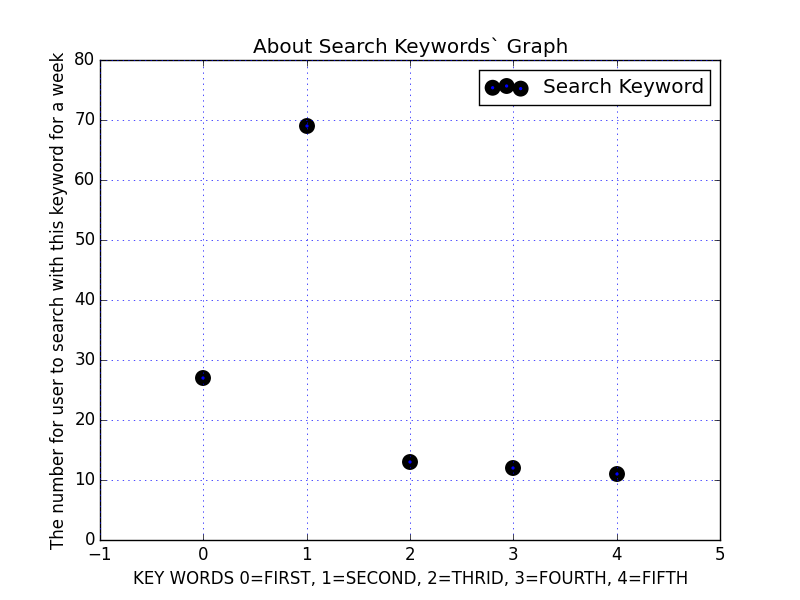 About Search Keywords` Graph
Search Keyword
The number for user to search with this keyword for a week
80
70
60
50
40
30
20
10
0
−1 0 1 2 3 4 5
KEY WORDS 0=FIRST, 1=SECOND, 2=THRID, 3=FOURTH, 4=FIFTH